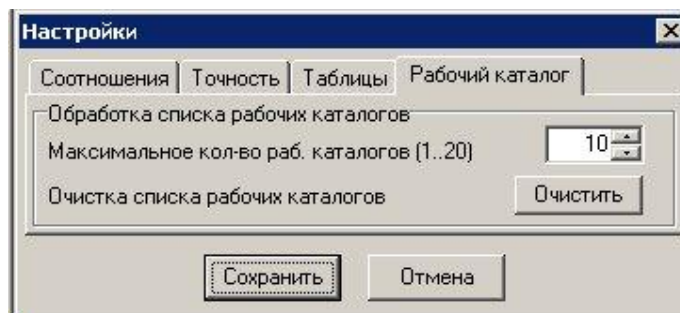 Настройки
Соотношения Точность Таблицы Рабочий каталог
Обработка списка рабочих каталогов
Максимальное кол-во раб. каталогов (1..20) 10
Очистка списка рабочих каталогов Очистить
Сохранить Отмена